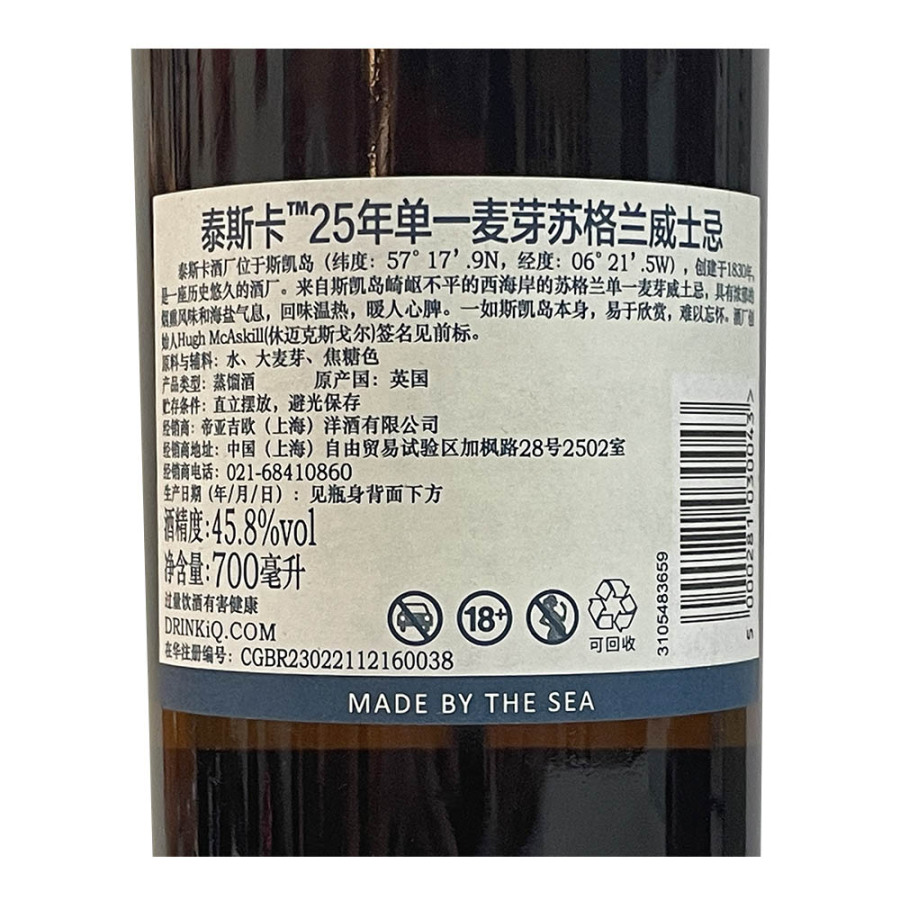 泰斯卡™25年单一麦芽苏格兰威士忌
泰斯卡酒厂位于斯凯岛（纬度：57°17'.9N，经度：06°21'.5W），创建于1830年，
是一座历史悠久的酒厂。来自斯凯岛崎岖不平的西海岸的苏格兰单一麦芽威士忌，具有浓郁的
烟熏风味和海盐气息，回味温热，暖人心脾。一如斯凯岛本身，易于欣赏，难以忘怀。酒厂创
始人Hugh McAskill(休迈克斯戈尔)签名见前标。
原料与辅料：水、大麦芽、焦糖色
产品类型：蒸馏酒 原产国：英国
贮存条件：直立摆放，避光保存
经销商：帝亚吉欧（上海）洋酒有限公司
经销商地址：中国（上海）自由贸易试验区加枫路28号2502室
经销商电话：021-68410860
生产日期（年/月/日）：见瓶身背面下方
酒精度:45.8%vol
净含量:700毫升
过量饮酒有害健康
DRINKiQ.COM
在华注册编号：CGBR23022112160038
18+
可回收
3105483659
5 000281 030043>
MADE BY THE SEA